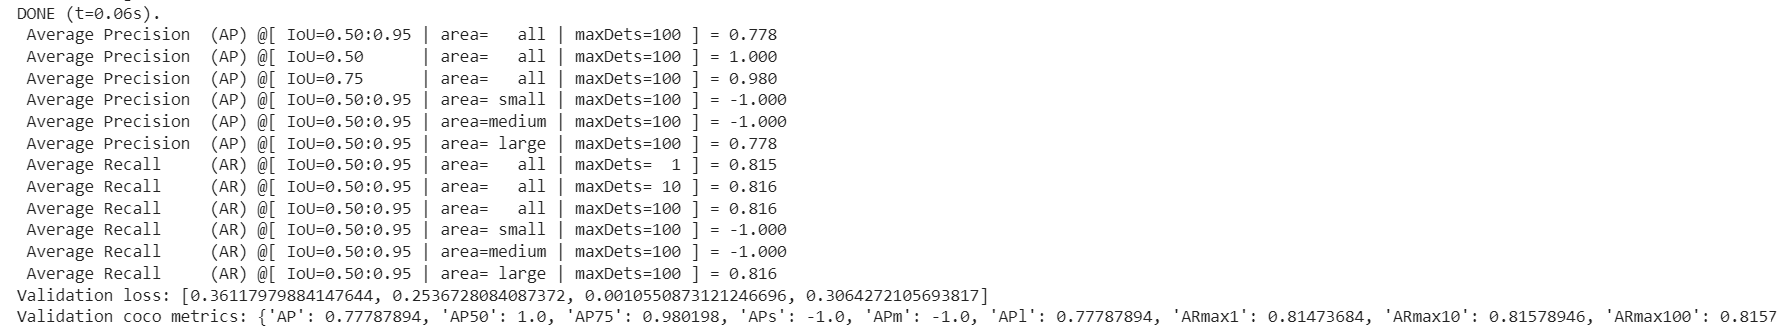 DONE (t=0.06s).
Average Precision  (AP) @[ IoU=0.50:0.95 | area=   all | maxDets=100 ] = 0.778
Average Precision  (AP) @[ IoU=0.50      | area=   all | maxDets=100 ] = 1.000
Average Precision  (AP) @[ IoU=0.75      | area=   all | maxDets=100 ] = 0.980
Average Precision  (AP) @[ IoU=0.50:0.95 | area= small | maxDets=100 ] = -1.000
Average Precision  (AP) @[ IoU=0.50:0.95 | area=medium | maxDets=100 ] = -1.000
Average Precision  (AP) @[ IoU=0.50:0.95 | area= large | maxDets=100 ] = 0.778
Average Recall     (AR) @[ IoU=0.50:0.95 | area=   all | maxDets=  1 ] = 0.815
Average Recall     (AR) @[ IoU=0.50:0.95 | area=   all | maxDets= 10 ] = 0.816
Average Recall     (AR) @[ IoU=0.50:0.95 | area=   all | maxDets=100 ] = 0.816
Average Recall     (AR) @[ IoU=0.50:0.95 | area= small | maxDets=100 ] = -1.000
Average Recall     (AR) @[ IoU=0.50:0.95 | area=medium | maxDets=100 ] = -1.000
Average Recall     (AR) @[ IoU=0.50:0.95 | area= large | maxDets=100 ] = 0.816
Validation loss: [0.36117979884147644, 0.2536728084087372, 0.0010550873121246696, 0.3064272105693817]
Validation coco metrics: {'AP': 0.77787894, 'AP50': 1.0, 'AP75': 0.980198, 'APs': -1.0, 'APm': -1.0, 'APl': 0.77787894, 'ARmax1': 0.81473684, 'ARmax10': 0.81578946, 'ARmax100': 0.8157